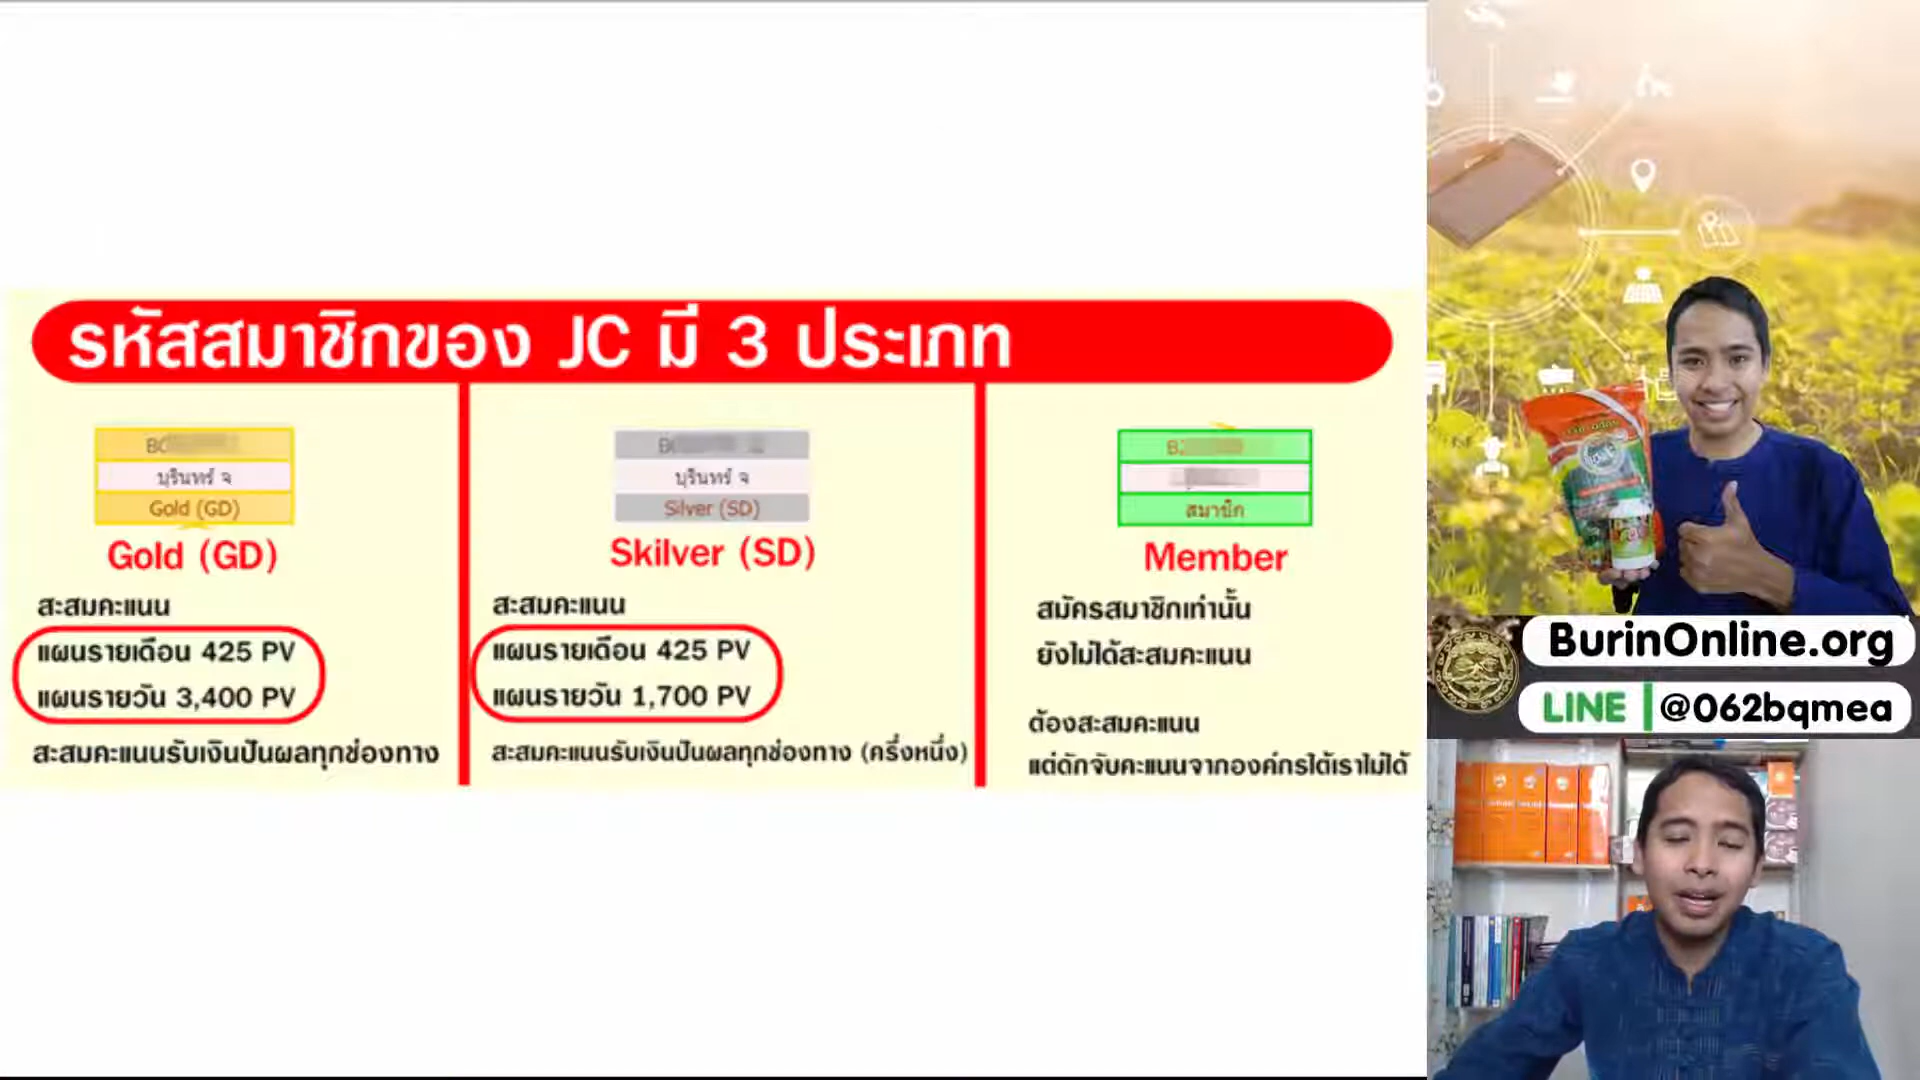 รหัสสมาชิกของ JC มี 3 ประเภท
บุรินทร์ จ
Gold (GD)
Gold (GD)
สะสมคะแนน
แผนรายเดือน 425 PV
แผนรายวัน 3,400 PV
สะสมคะแนนรับเงินปันผลทุกช่องทาง
บุรินทร์ จ
Silver (SD)
Skilver (SD)
สะสมคะแนน
แผนรายเดือน 425 PV
แผนรายวัน 1,700 PV
สะสมคะแนนรับเงินปันผลทุกช่องทาง (ครึ่งหนึ่ง)
สมาชิก
Member
สมัครสมาชิกเท่านั้น
ยังไม่ได้สะสมคะแนน
ต้องสะสมคะแนน
แต่ดักจับคะแนนจากองค์กรใต้เราไม่ได้
BurinOnline.org
LINE @062bqmea